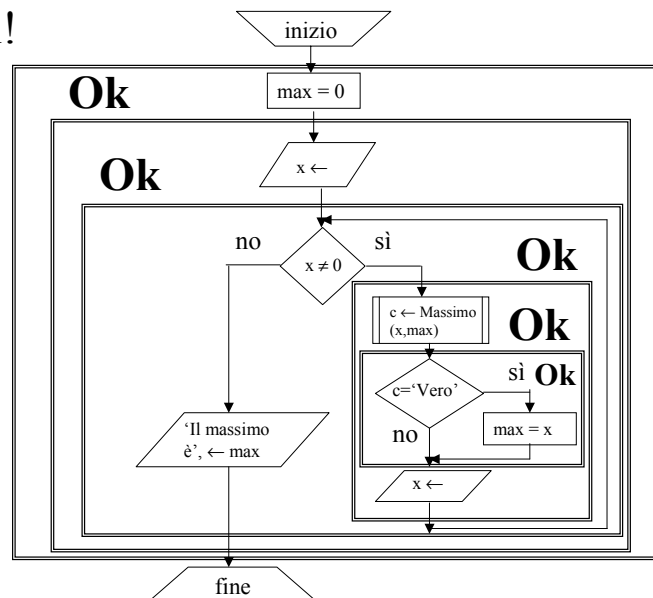 !
inizio
Ok
max = 0
Ok
x ←
no
sì
x ≠ 0
Ok
c ← Massimo
(x,max)
Ok
c=‘Vero’
sì
Ok
‘Il massimo
è’, ← max
no
max = x
x ←
fine